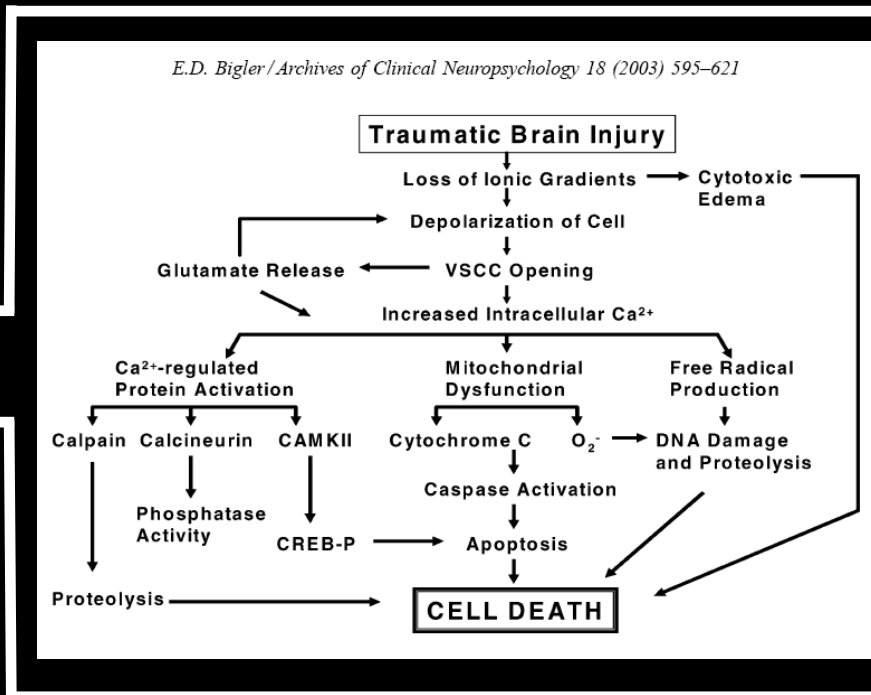 E.D. Bigler / Archives of Clinical Neuropsychology 18 (2003) 595–621
Traumatic Brain Injury
Loss of Ionic Gradients
Cytotoxic
Edema
Depolarization of Cell
Glutamate Release
VSCC Opening
Increased Intracellular Ca²⁺
Ca²⁺-regulated
Protein Activation
Mitochondrial
Dysfunction
Free Radical
Production
Calpain
Calcineurin
CAMKII
Cytochrome C
O₂⁻
DNA Damage
and Proteolysis
Caspase Activation
Phosphatase
Activity
CREB-P
Apoptosis
Proteolysis
CELL DEATH